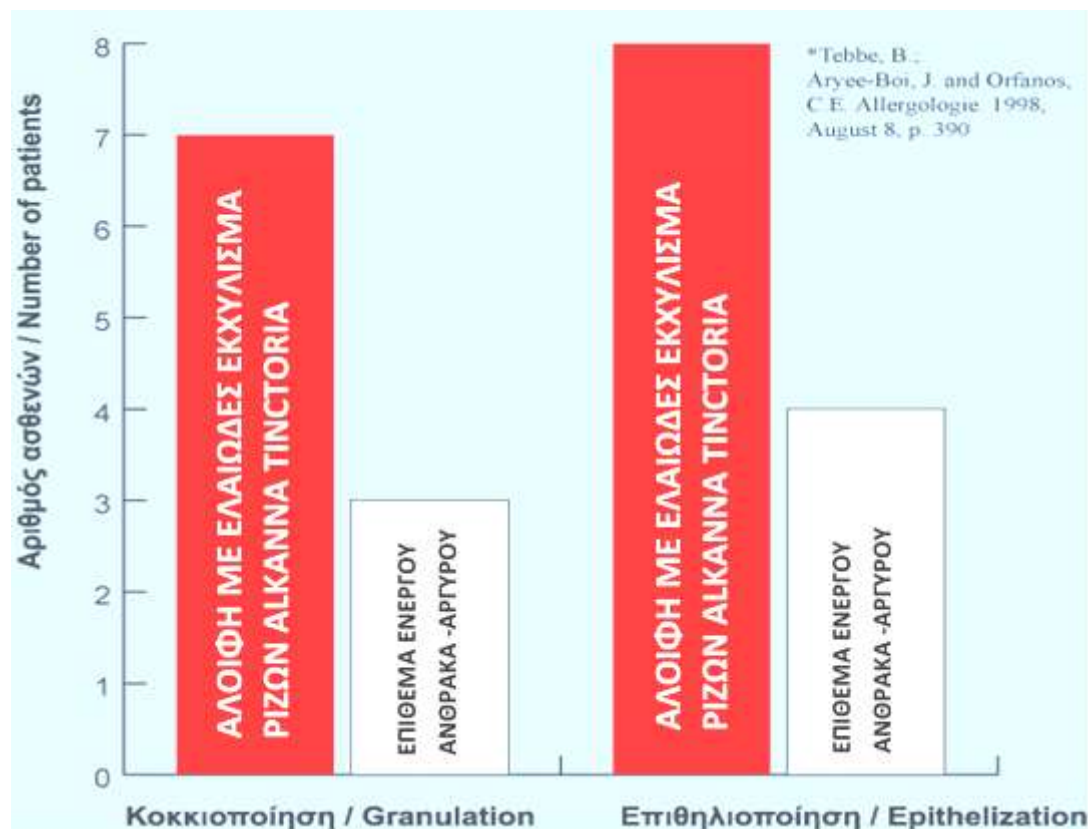 8
7
6
5
4
3
2
1
0
Αριθμός ασθενών / Number of patients
*Tebbe, B.;
Aryee-Boi, J. and Orfanos,
C E. Allergologie. 1998,
August 8, p. 390
ΑΛΟΙΦΗ ΜΕ ΕΛΑΙΩΔΕΣ ΕΚΧΥΛΙΣΜΑ
ΡΙΖΩΝ ALKANNA TINCTORIA
ΕΠΙΘΕΜΑ ΕΝΕΡΓΟΥ
ΑΝΘΡΑΚΑ -ΑΡΓΥΡΟΥ
ΑΛΟΙΦΗ ΜΕ ΕΛΑΙΩΔΕΣ ΕΚΧΥΛΙΣΜΑ
ΡΙΖΩΝ ALKANNA TINCTORIA
ΕΠΙΘΕΜΑ ΕΝΕΡΓΟΥ
ΑΝΘΡΑΚΑ -ΑΡΓΥΡΟΥ
Κοκκιοποίηση / Granulation
Επιθηλιοποίηση / Epithelization